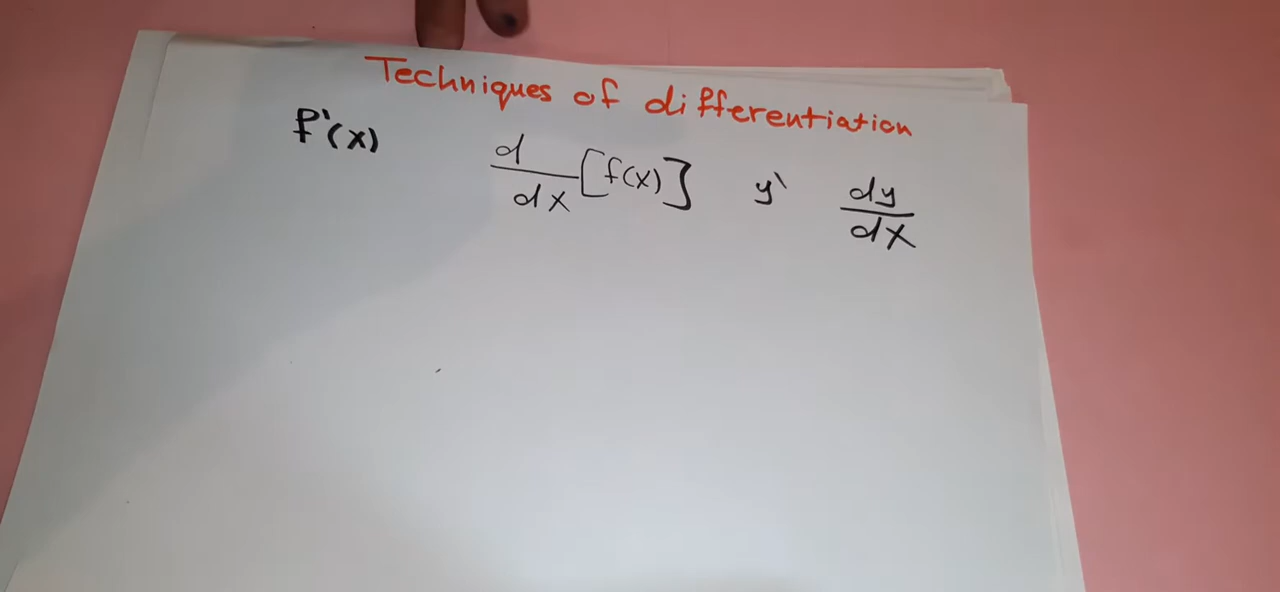 Techniques of differentiation
f'(x) d/dx [f(x)] y' dy/dx